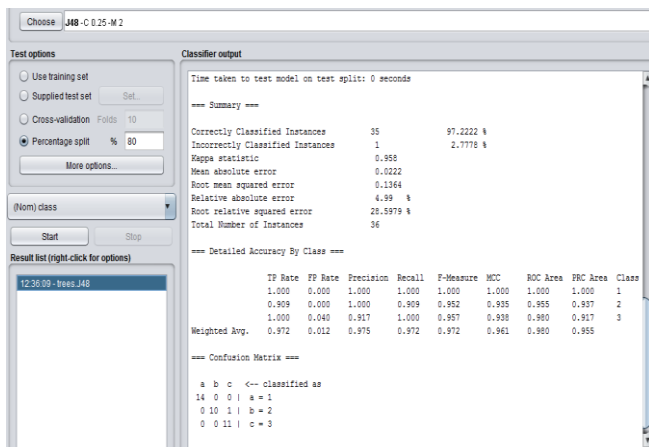 Choose J48 -C 0.25 -M 2
Test options
Use training set
Supplied test set Set...
Cross-validation Folds 10
Percentage split % 80
More options...
(Nom) class
Start Stop
Result list (right-click for options)
12:36:09 - trees.J48
Classifier output
Time taken to test model on test split: 0 seconds
=== Summary ===
Correctly Classified Instances 35 97.2222 %
Incorrectly Classified Instances 1 2.7778 %
Kappa statistic 0.958
Mean absolute error 0.0222
Root mean squared error 0.1364
Relative absolute error 4.99 %
Root relative squared error 28.5979 %
Total Number of Instances 36
=== Detailed Accuracy By Class ===
TP Rate FP Rate Precision Recall F-Measure MCC ROC Area PRC Area Class
1.000 0.000 1.000 1.000 1.000 1.000 1.000 1.000 1
0.909 0.000 1.000 0.909 0.952 0.935 0.955 0.937 2
1.000 0.040 0.917 1.000 0.957 0.938 0.980 0.917 3
Weighted Avg. 0.972 0.012 0.975 0.972 0.972 0.961 0.980 0.955
=== Confusion Matrix ===
a b c <-- classified as
14 0 0 | a = 1
0 10 1 | b = 2
0 0 11 | c = 3